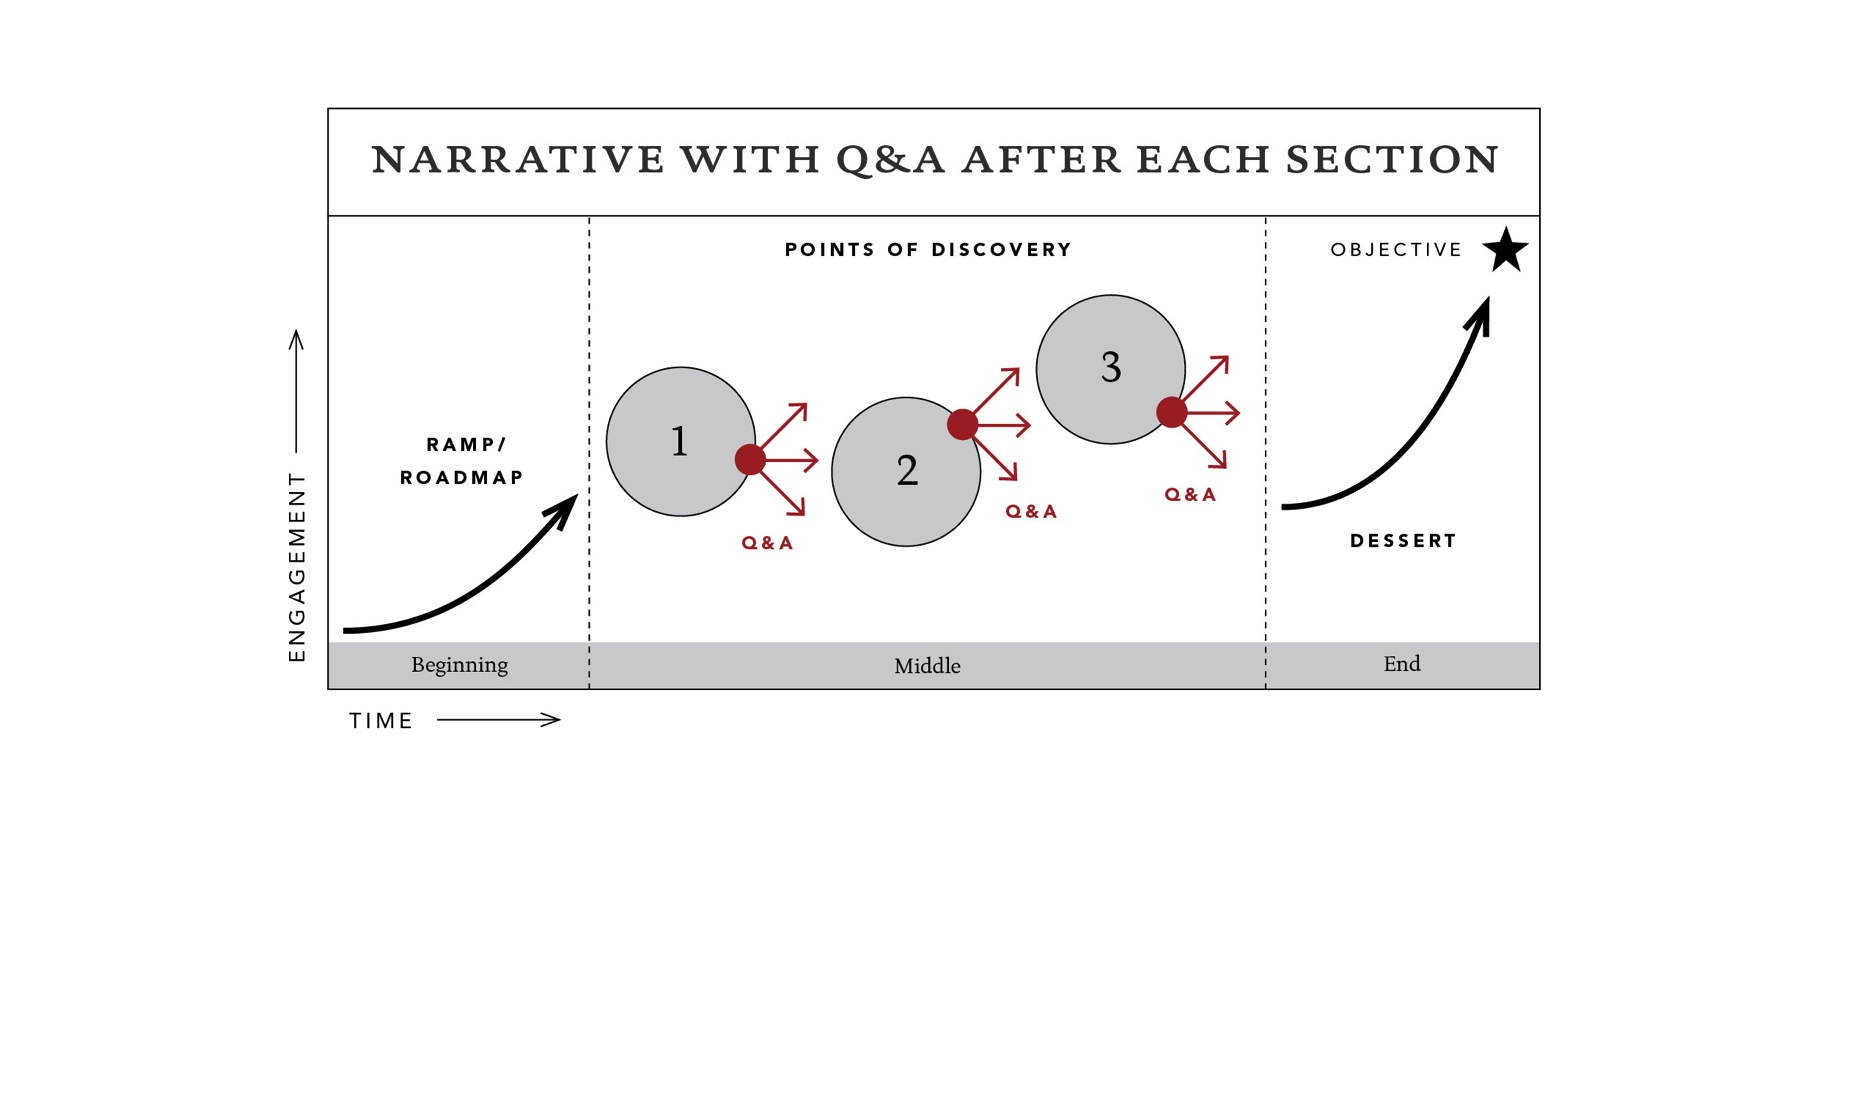 NARRATIVE WITH Q&A AFTER EACH SECTION
POINTS OF DISCOVERY
OBJECTIVE
RAMP/
ROADMAP
1
Q&A
2
Q&A
3
Q&A
DESSERT
ENGAGEMENT
Beginning
Middle
End
TIME